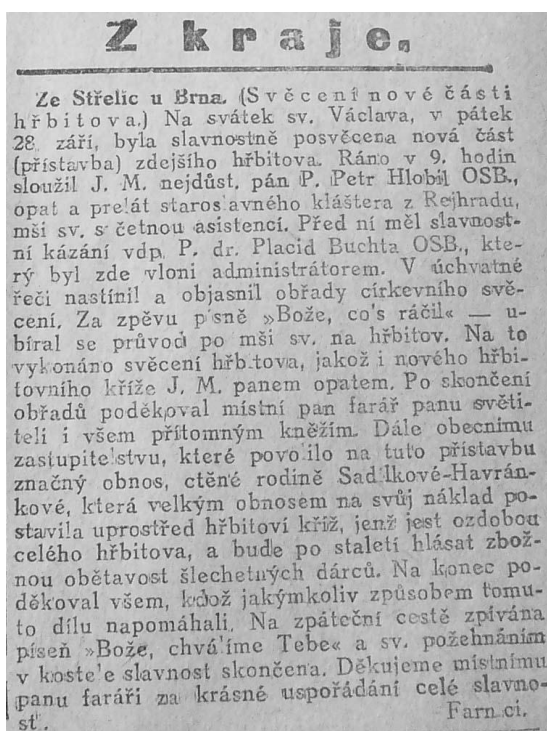 Z kraje.
Ze Střelic u Brna. (Svěcení nové části
hřbitova.) Na svátek sv. Václava, v pátek
28. září, byla slavnostně posvěcena nová část
(přístavba) zdejšího hřbitova. Ráno v 9. hodin
sloužil J. M. nejdůst. pán P. Petr Hlobil OSB.,
opat a prelát staroslavného kláštera z Rejhradu,
mši sv. s četnou asistencí. Před ní měl slavnost-
ní kázání vdp. P. dr. Placid Buchta OSB., kte-
rý byl zde vloni administrátorem. V úchvatné
řeči nastínil a objasnil obřady církevního svě-
cení. Za zpěvu písně »Bože, co's ráčil« — u-
bíral se průvod po mši sv. na hřbitov. Na to
vykonáno svěcení hřbitova, jakož i nového hřbi-
tovního kříže J. M. panem opatem. Po skončení
obřadů poděkoval místní pan farář panu světi-
teli i všem přítomným kněžím. Dále obecnímu
zastupitelstvu, které povolilo na tuto přístavbu
značný obnos, ctěné rodině Sadílkové-Havrán-
kové, která velkým obnosem na svůj náklad po-
stavila uprostřed hřbitoví kříž, jenž jest ozdobou
celého hřbitova, a bude po staletí hlásat zbož-
nou obětavost šlechetných dárců. Na konec po-
děkoval všem, kdož jakýmkoliv způsobem tomu-
to dílu napomáhali. Na zpáteční cestě zpívána
píseň »Bože, chválíme Tebe« a sv. požehnáním
v kostele slavnost skončena. Děkujeme místnímu
panu faráři za krásné uspořádání celé slavno-
sť. Farníci.